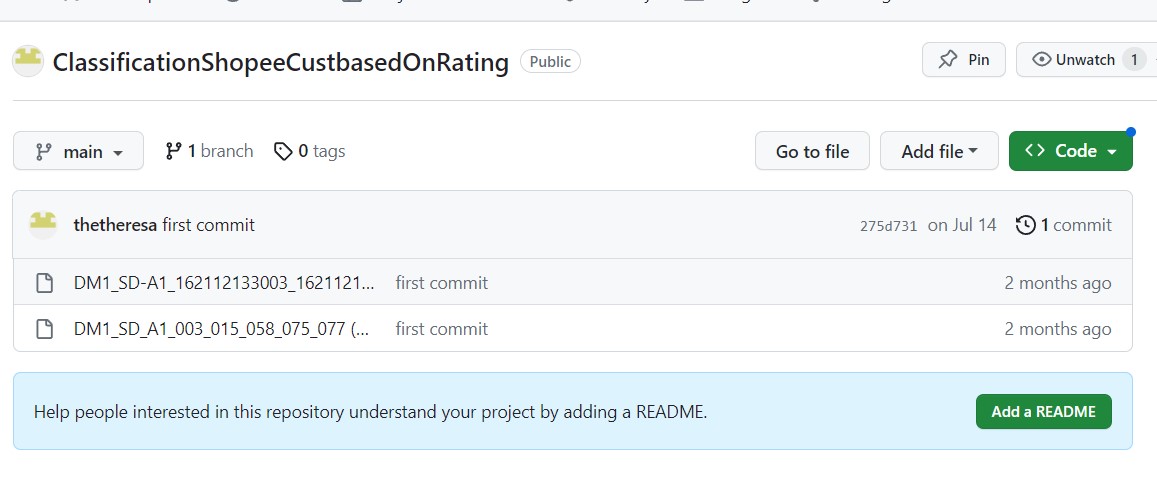 ClassificationShopeeCustbasedOnRating Public Pin Unwatch 1
main 1 branch 0 tags Go to file Add file Code
thetheresa first commit 275d731 on Jul 14 1 commit
DM1_SD-A1_162112133003_1621121... first commit 2 months ago
DM1_SD_A1_003_015_058_075_077 (... first commit 2 months ago
Help people interested in this repository understand your project by adding a README. Add a README